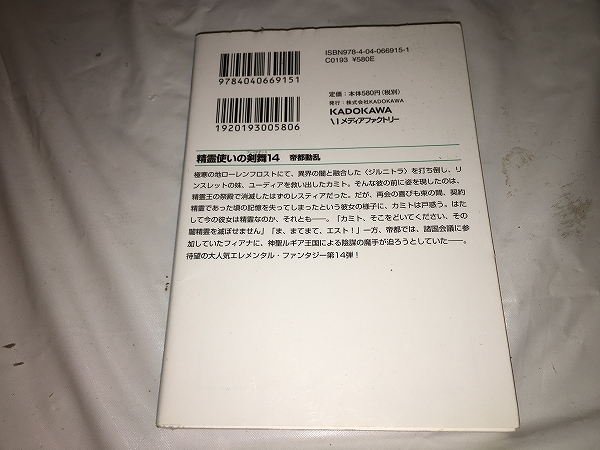 ISBN978-4-04-066915-1
C0193 ¥580E
9784040669151
1920193005806
定価：本体580円（税別）
発行：株式会社KADOKAWA
KADOKAWA
メディアファクトリー
精霊使いの剣舞14　帝都動乱
極寒の地ローレンフロストにて、異界の闇と融合した〈ジルニトラ〉を打ち倒し、リ
ンスレットの妹、ユーディアを救い出したカミト。そんな彼の前に姿を現したのは、
精霊王の祭殿で消滅したはずのレスティアだった。だが、再会の喜びも束の間、契約
精霊であった頃の記憶を失ってしまったという彼女の様子に、カミトは戸惑う。はた
して今の彼女は精霊なのか、それとも――。「カミト、そこをどいてください、その
闇精霊を滅ぼせません」「ま、まてまて、エスト！」一方、帝都では、諸国会議に参
加していたフィアナに、神聖ルギア王国による陰謀の魔手が迫ろうとしていた――。
待望の大人気エレメンタル・ファンタジー第14弾！